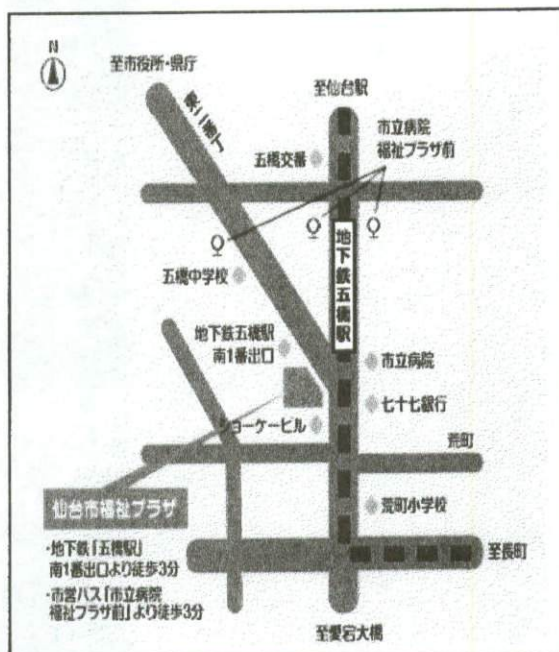 N
至市役所・県庁
東二番丁
至仙台駅
五橋交番
市立病院
福祉プラザ前
地下鉄五橋駅
五橋中学校
地下鉄五橋駅
南1番出口
市立病院
七十七銀行
ショーケービル
荒町
仙台市福祉プラザ
荒町小学校
・地下鉄「五橋駅」
南1番出口より徒歩3分
至長町
・市営バス「市立病院
福祉プラザ前」より徒歩3分
至愛宕大橋